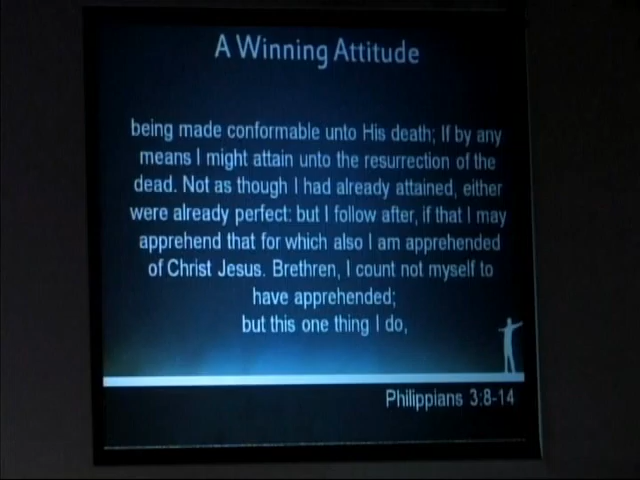 A Winning Attitude
being made conformable unto His death; If by any
means I might attain unto the resurrection of the
dead. Not as though I had already attained, either
were already perfect: but I follow after, if that I may
apprehend that for which also I am apprehended
of Christ Jesus. Brethren, I count not myself to
have apprehended;
but this one thing I do,
Philippians 3:8-14